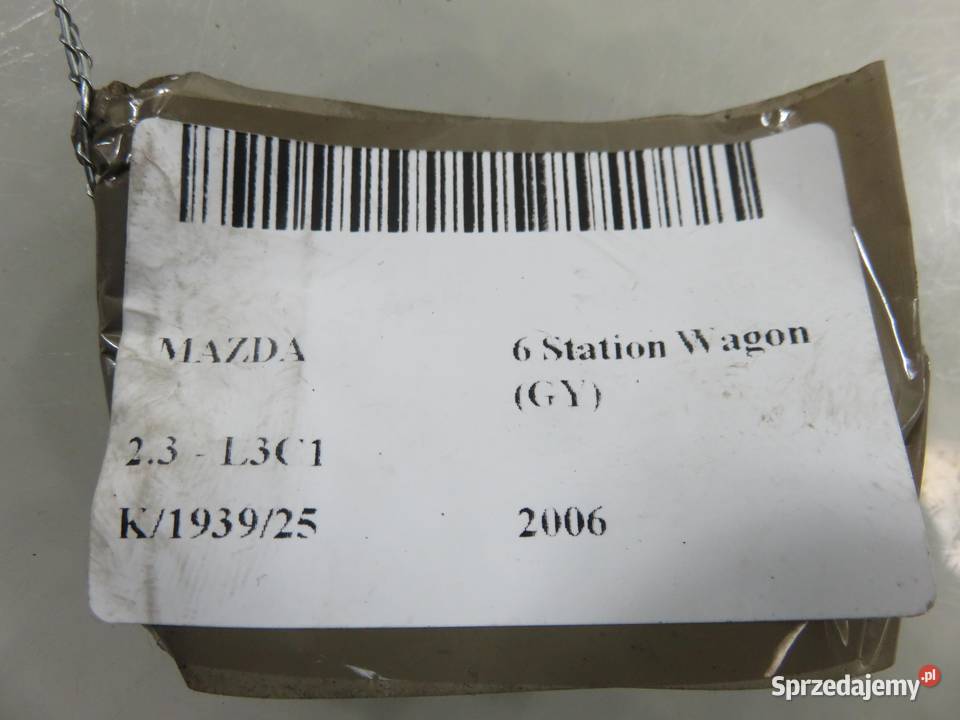 MAZDA
6 Station Wagon
(GY)
2.3 - L3C1
K/1939/25
2006
Sprzedajemy.pl